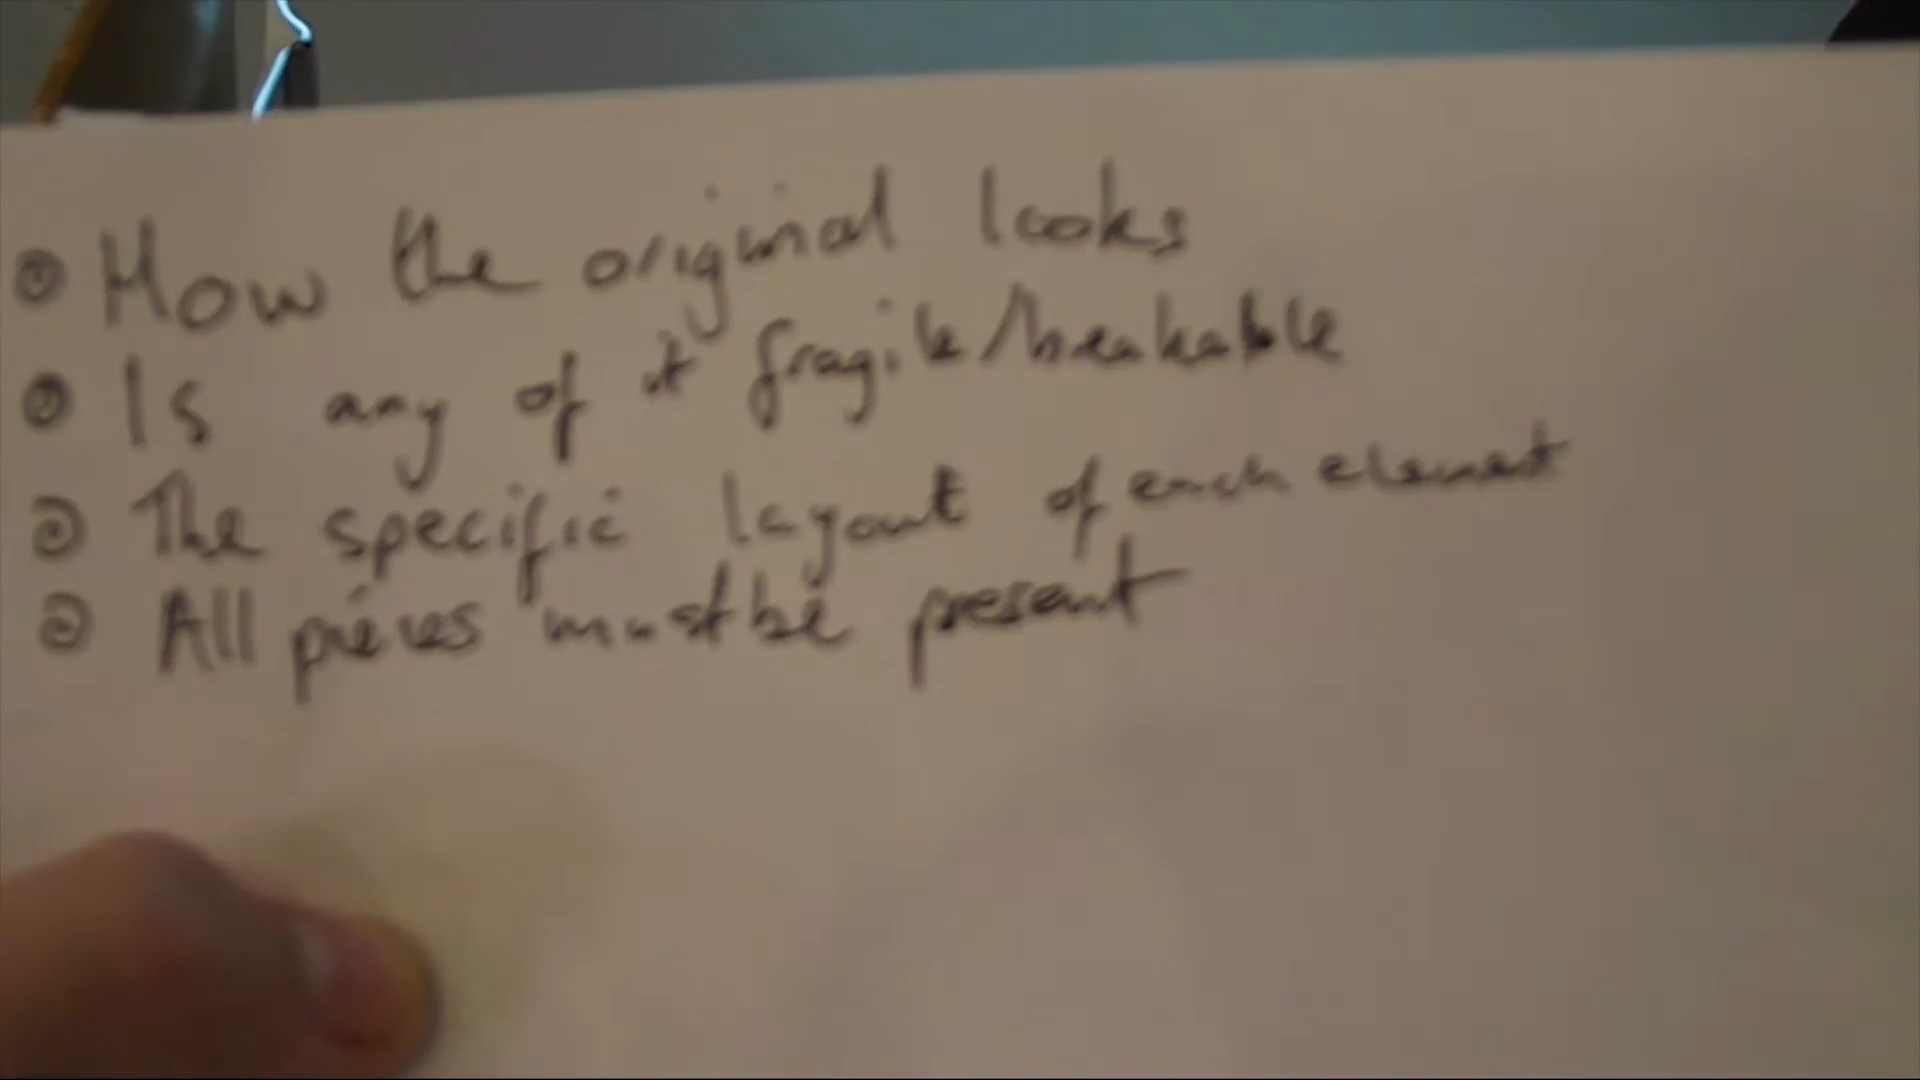 How the original looks
Is any of it fragile/breakable
The specific layout of each element
All pieces must be present